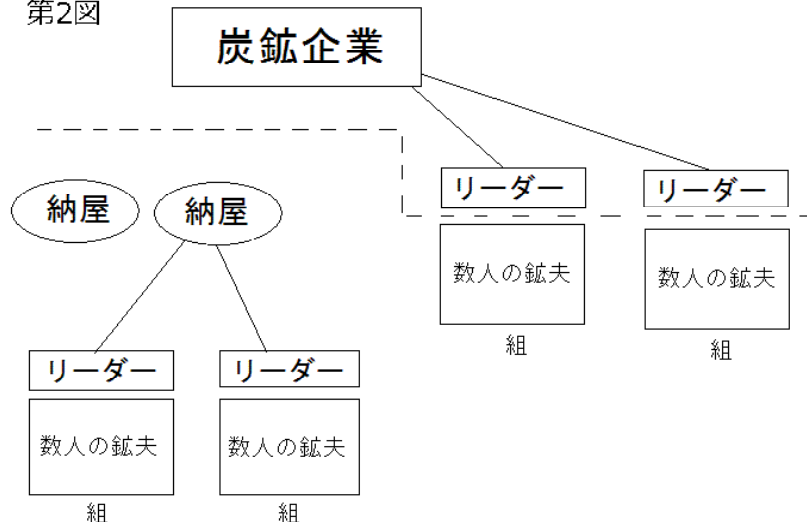 第2図
炭鉱企業
納屋
納屋
リーダー
リーダー
数人の鉱夫
数人の鉱夫
組
組
リーダー
リーダー
数人の鉱夫
数人の鉱夫
組
組